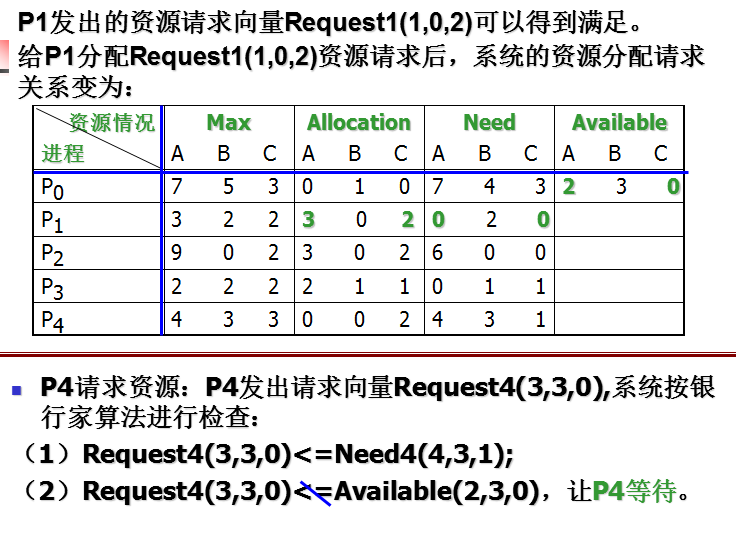 P1发出的资源请求向量Request1(1,0,2)可以得到满足。
给P1分配Request1(1,0,2)资源请求后，系统的资源分配请求
关系变为：
资源情况 Max Allocation Need Available
进程 A B C A B C A B C A B C
P0 7 5 3 0 1 0 7 4 3 2 3 0
P1 3 2 2 3 0 2 0 2 0
P2 9 0 2 3 0 2 6 0 0
P3 2 2 2 2 1 1 0 1 1
P4 4 3 3 0 0 2 4 3 1
P4请求资源：P4发出请求向量Request4(3,3,0),系统按银
行家算法进行检查：
（1）Request4(3,3,0)<=Need4(4,3,1);
（2）Request4(3,3,0)<=Available(2,3,0)，让P4等待。